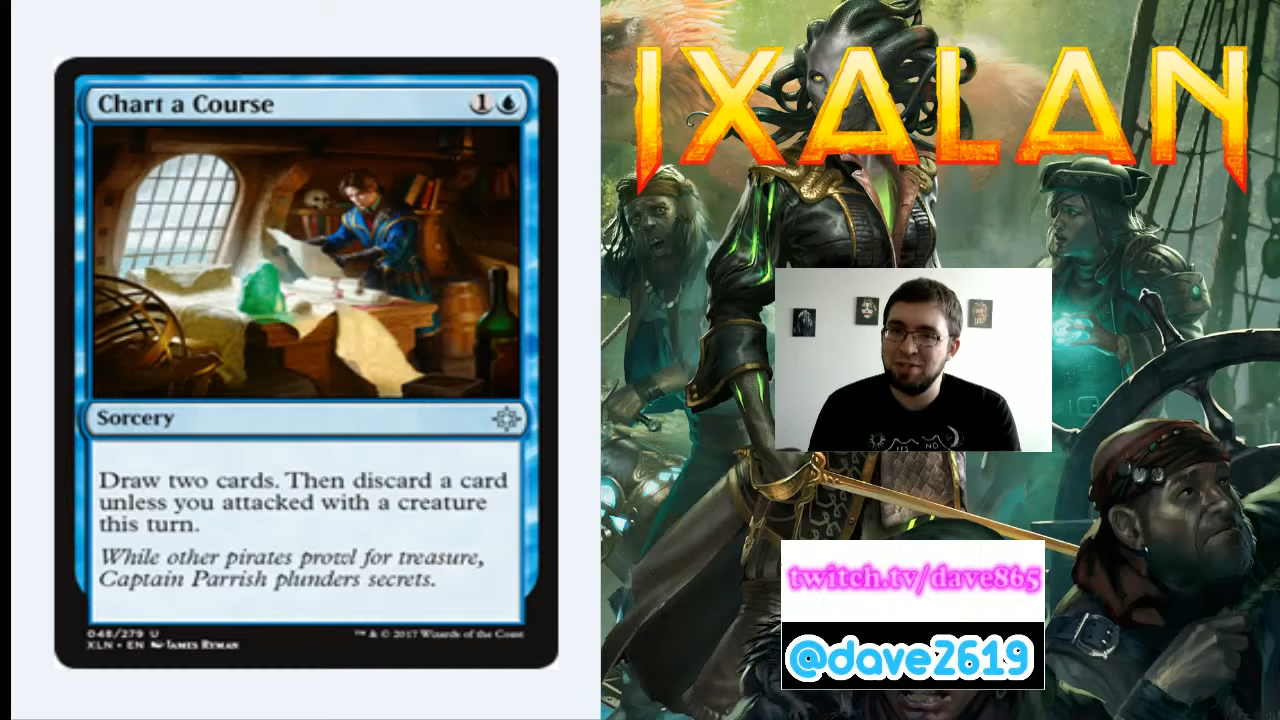 Chart a Course
1
Sorcery
Draw two cards. Then discard a card
unless you attacked with a creature
this turn.
While other pirates prowl for treasure,
Captain Parrish plunders secrets.
048/279 U
XLN • EN James Ryman
™ & © 2017 Wizards of the Coast
IXALAN
YES NO
twitch.tv/dave865
@dave2619